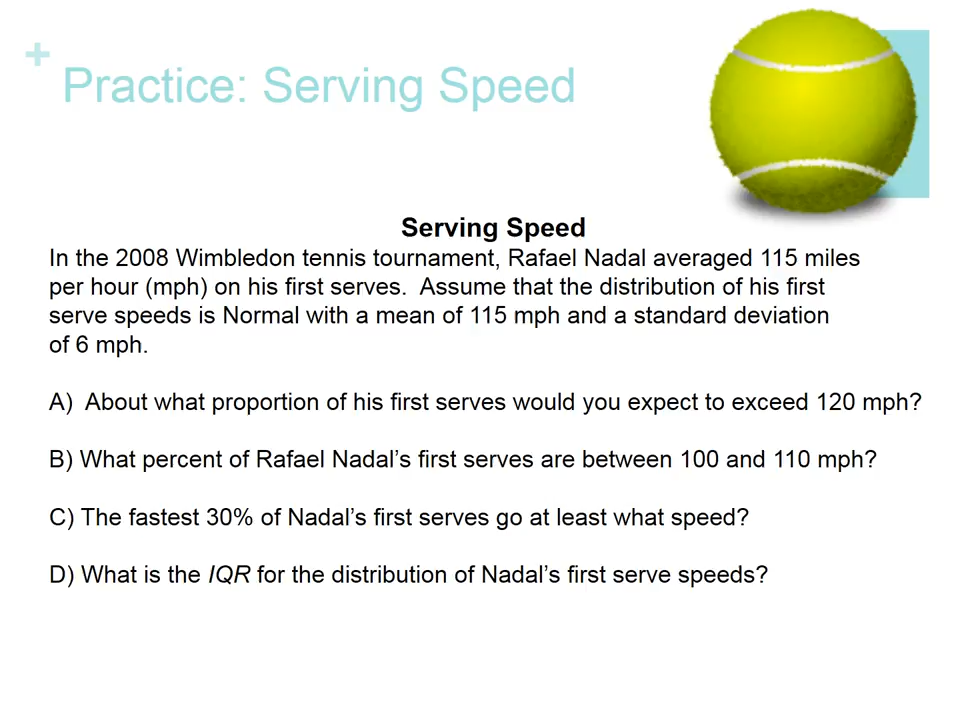 +
Practice: Serving Speed
Serving Speed
In the 2008 Wimbledon tennis tournament, Rafael Nadal averaged 115 miles
per hour (mph) on his first serves.  Assume that the distribution of his first
serve speeds is Normal with a mean of 115 mph and a standard deviation
of 6 mph.
A)  About what proportion of his first serves would you expect to exceed 120 mph?
B) What percent of Rafael Nadal’s first serves are between 100 and 110 mph?
C) The fastest 30% of Nadal’s first serves go at least what speed?
D) What is the IQR for the distribution of Nadal’s first serve speeds?